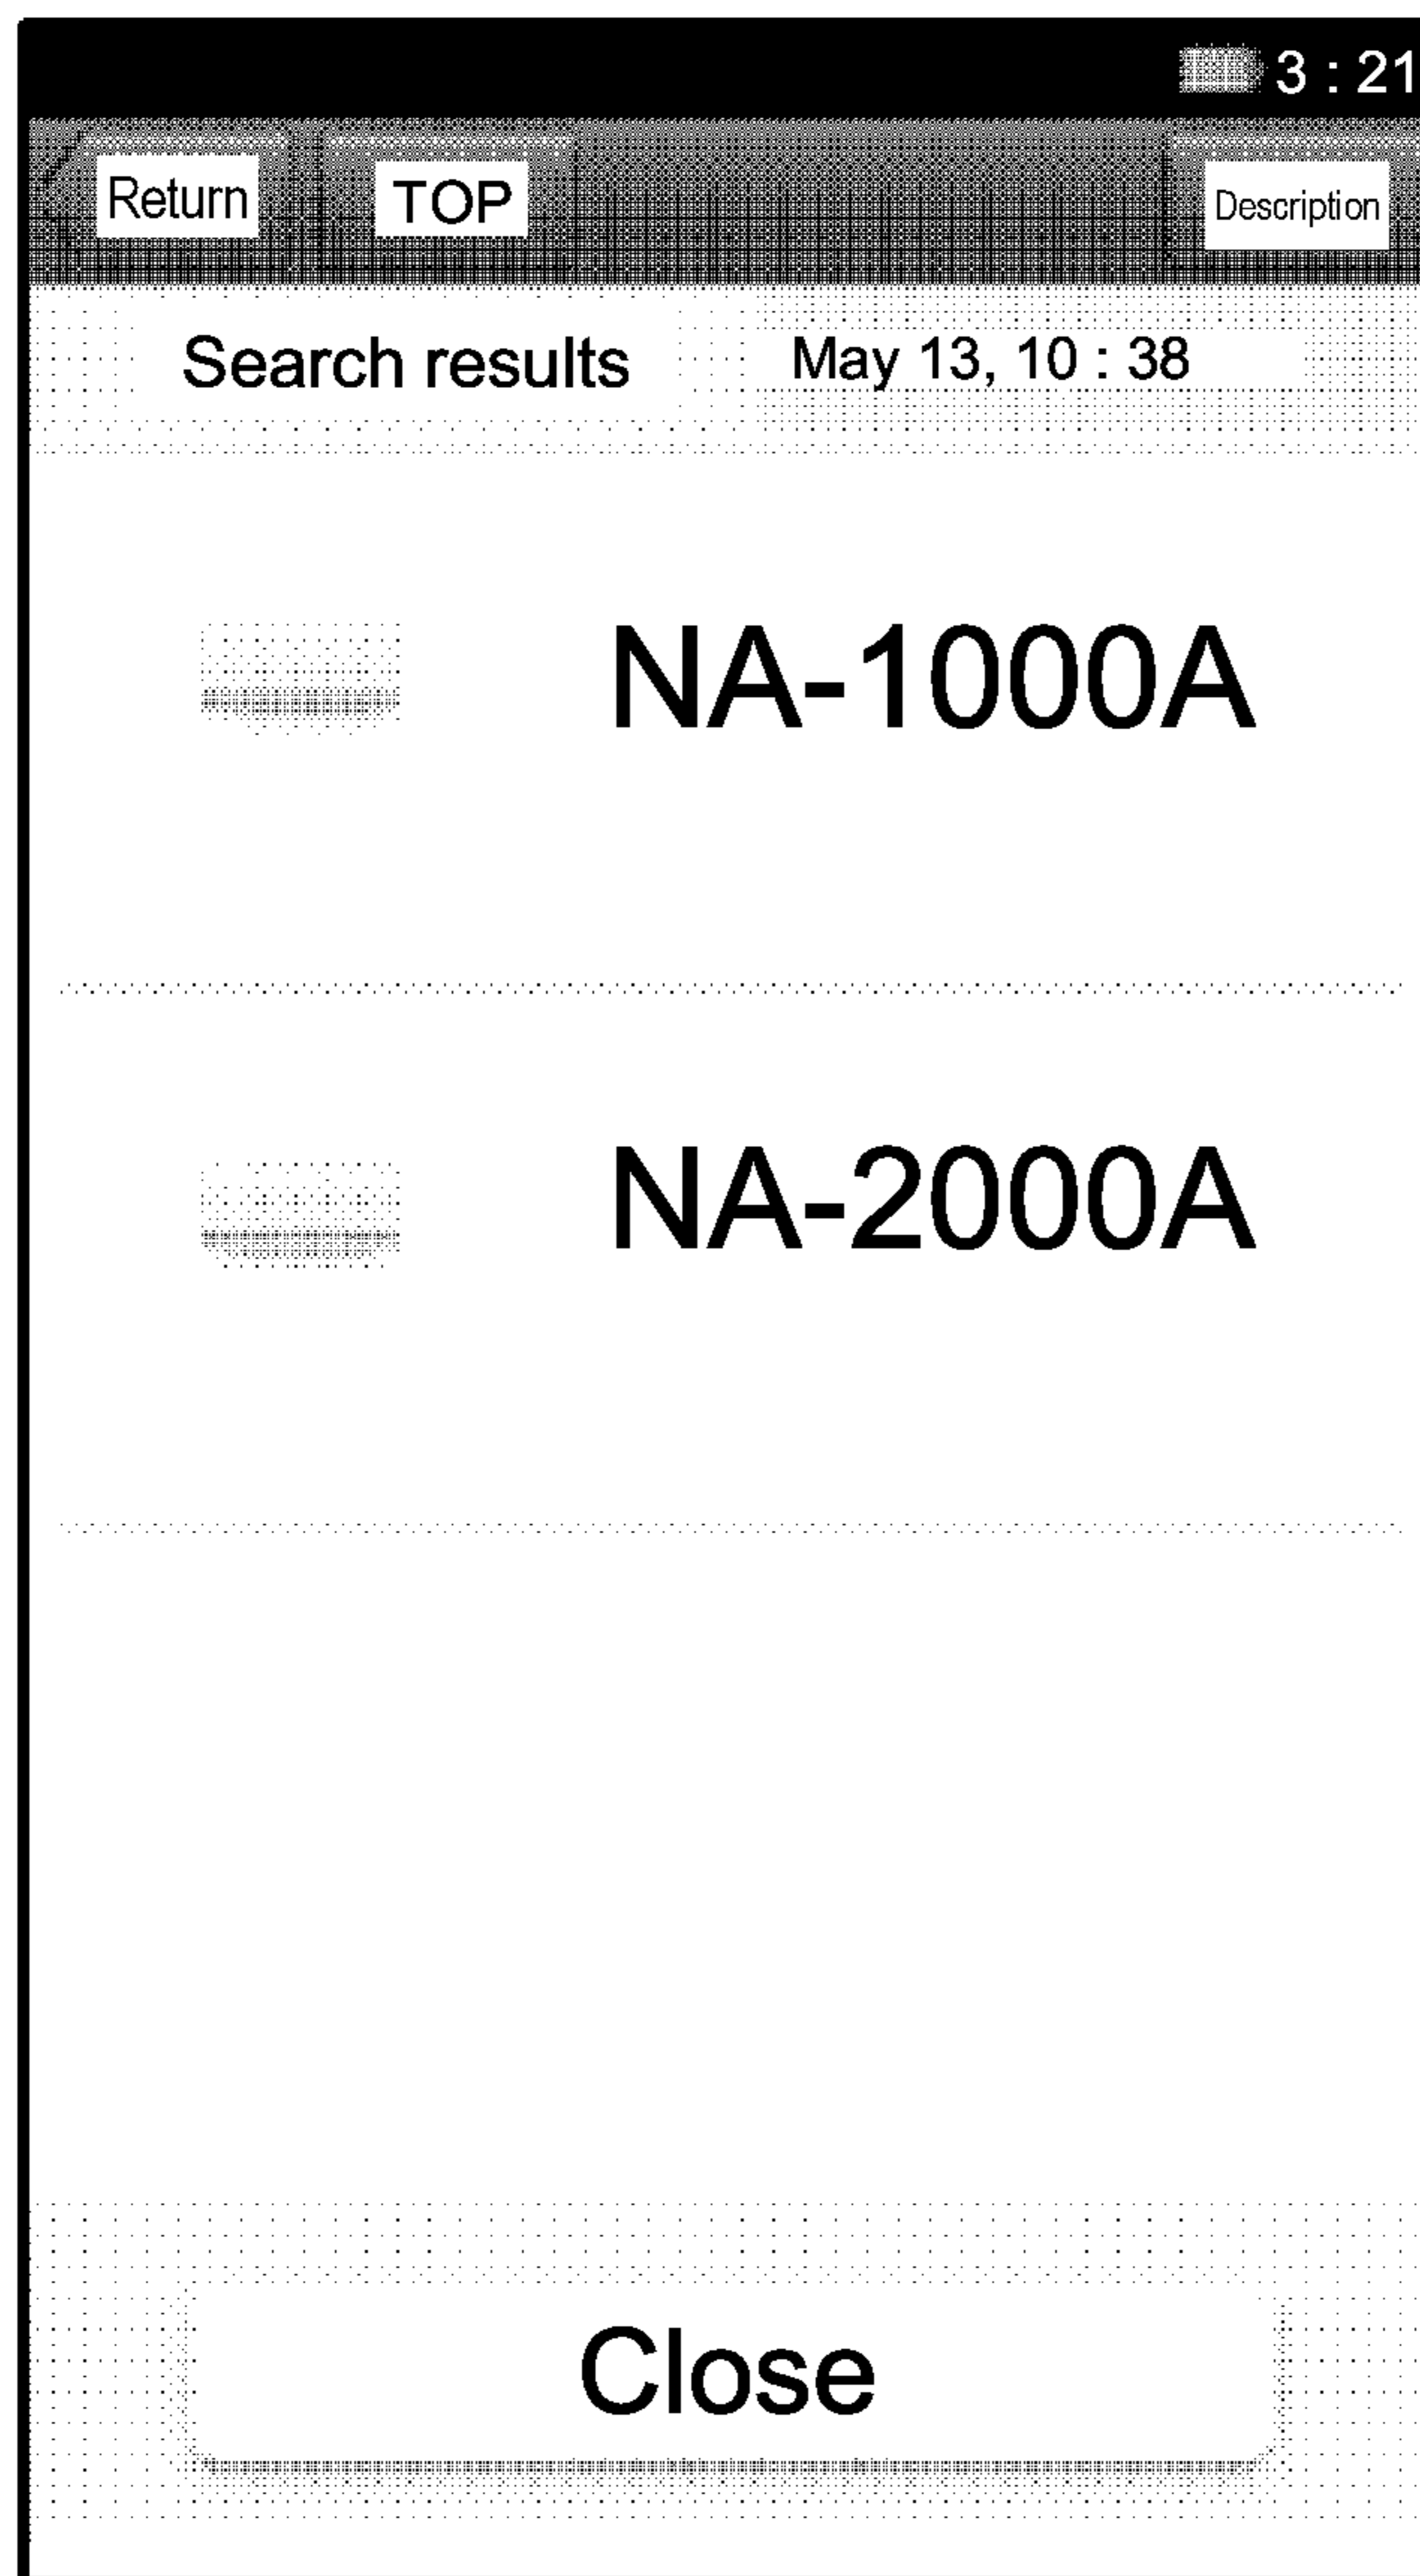 3 : 21
Return TOP Description
Search results May 13, 10 : 38
NA-1000A
NA-2000A
Close